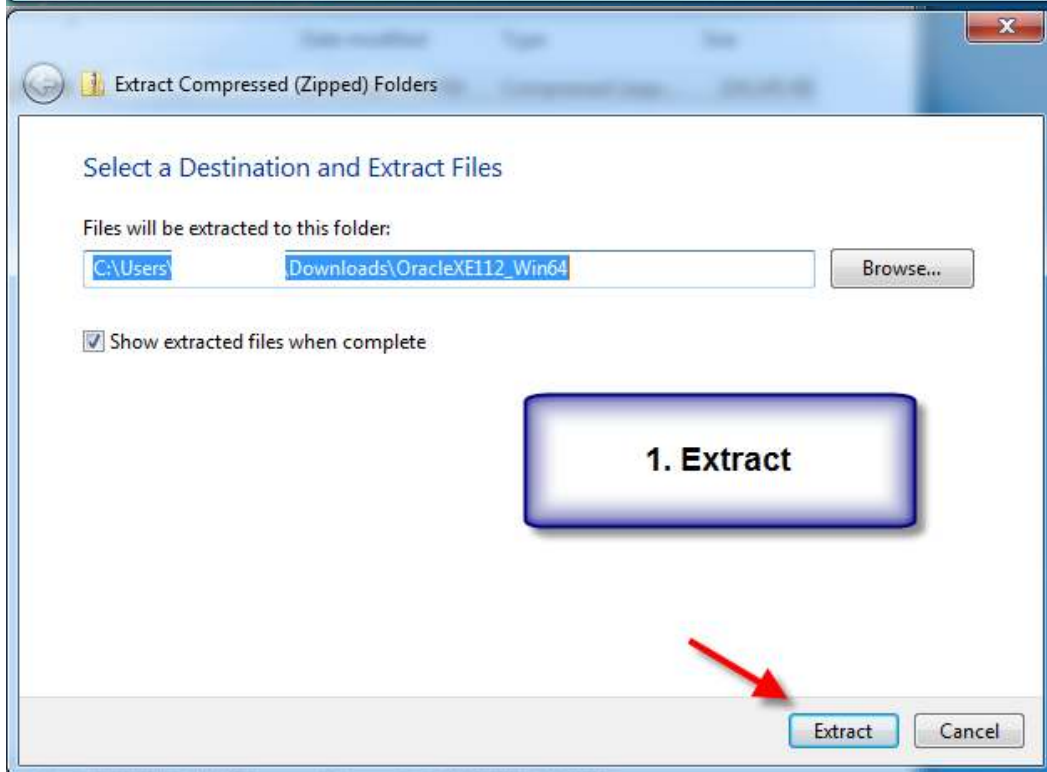 Extract Compressed (Zipped) Folders
Select a Destination and Extract Files
Files will be extracted to this folder:
C:\Users\ \Downloads\OracleXE112_Win64
Browse...
Show extracted files when complete
1. Extract
Extract
Cancel